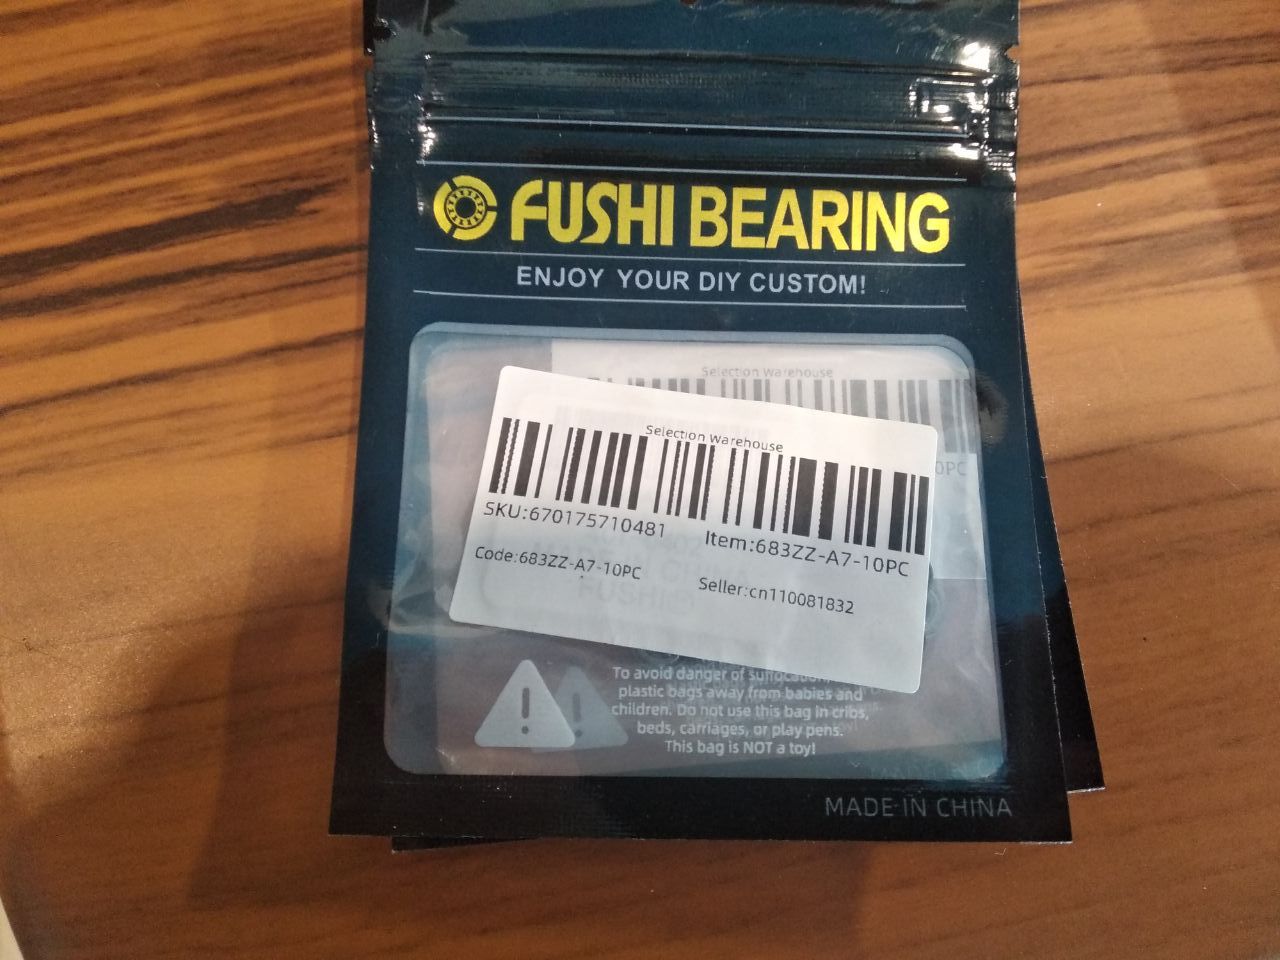 FUSHI BEARING
ENJOY YOUR DIY CUSTOM!
Selection Warehouse
0PC
Selection Warehouse
SKU:670175710481
Item:683ZZ-A7-10PC
Code:683ZZ-A7-10PC
Seller:cn110081832
To avoid danger of suffocation,
plastic bags away from babies and
children. Do not use this bag in cribs,
beds, carriages, or play pens.
This bag is NOT a toy!
MADE IN CHINA